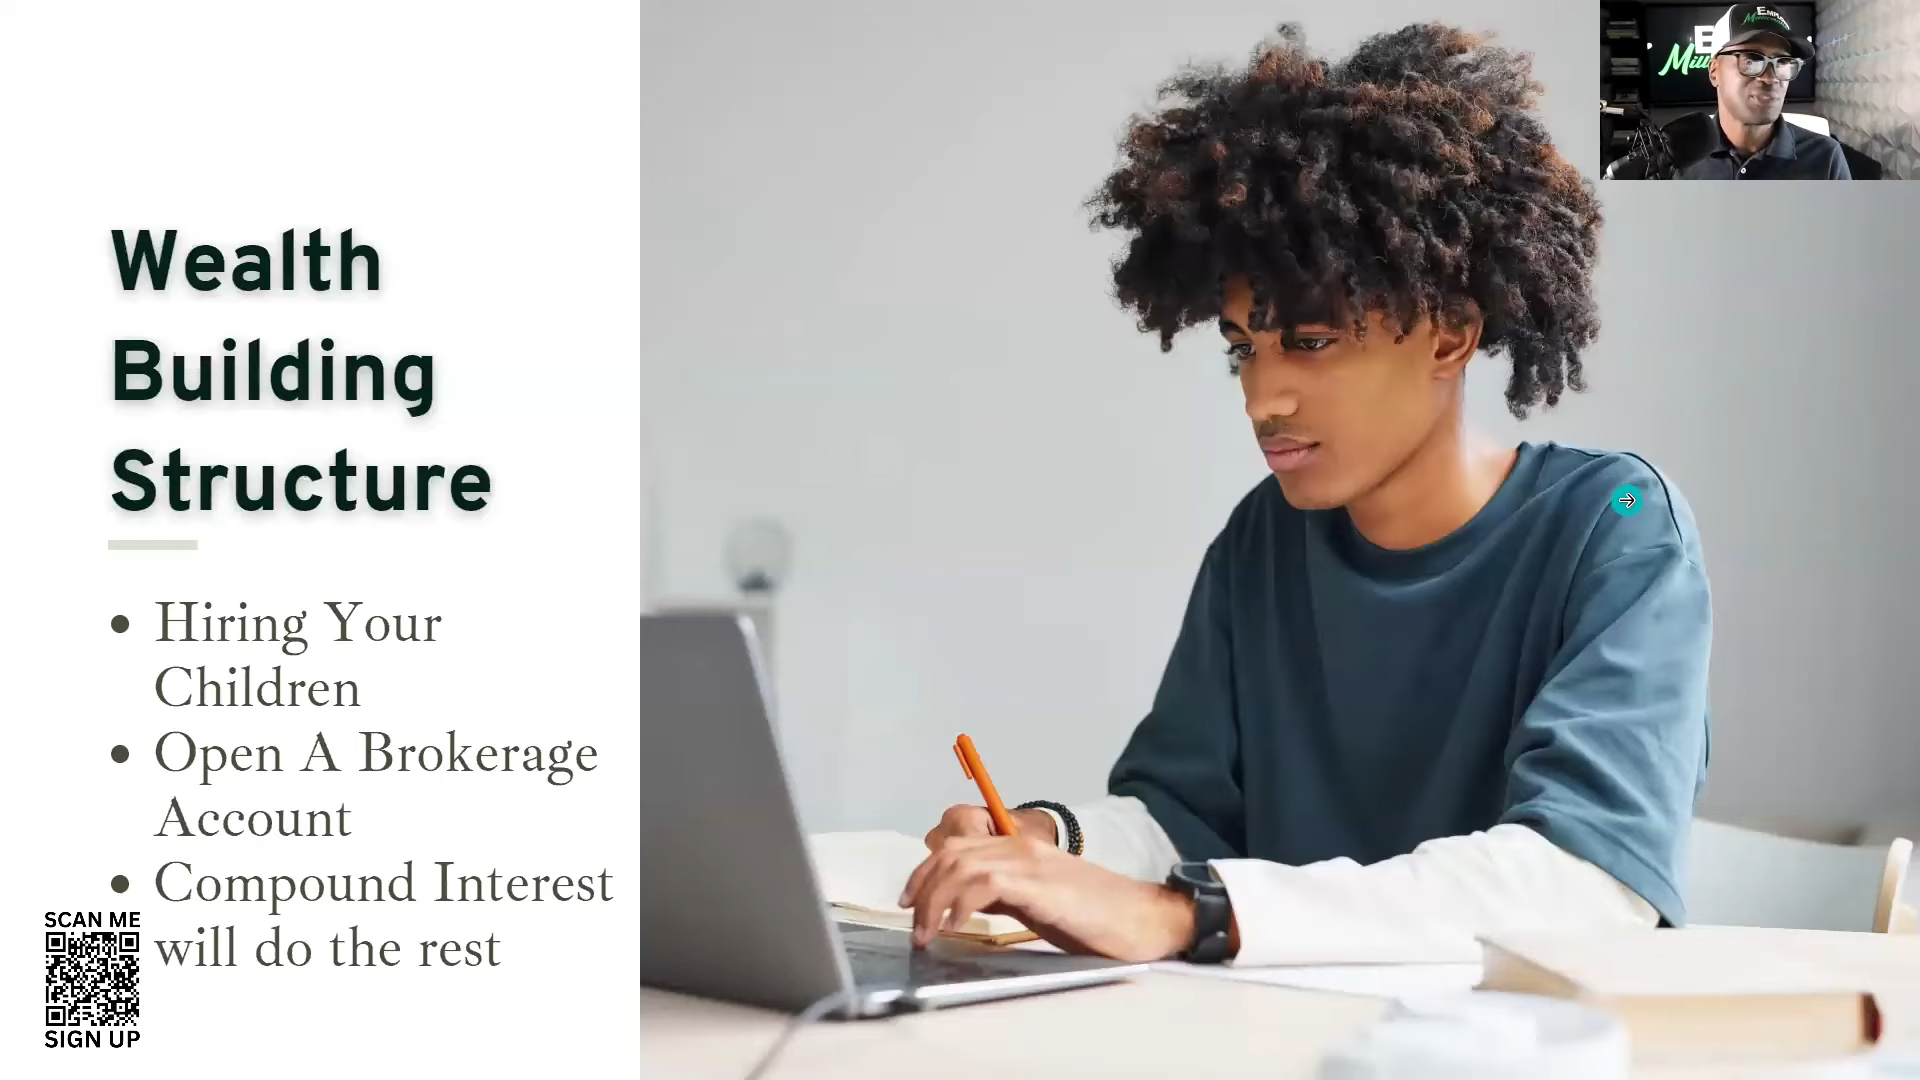 Wealth
Building
Structure
Hiring Your
Children
Open A Brokerage
Account
Compound Interest
will do the rest
SCAN ME
SIGN UP